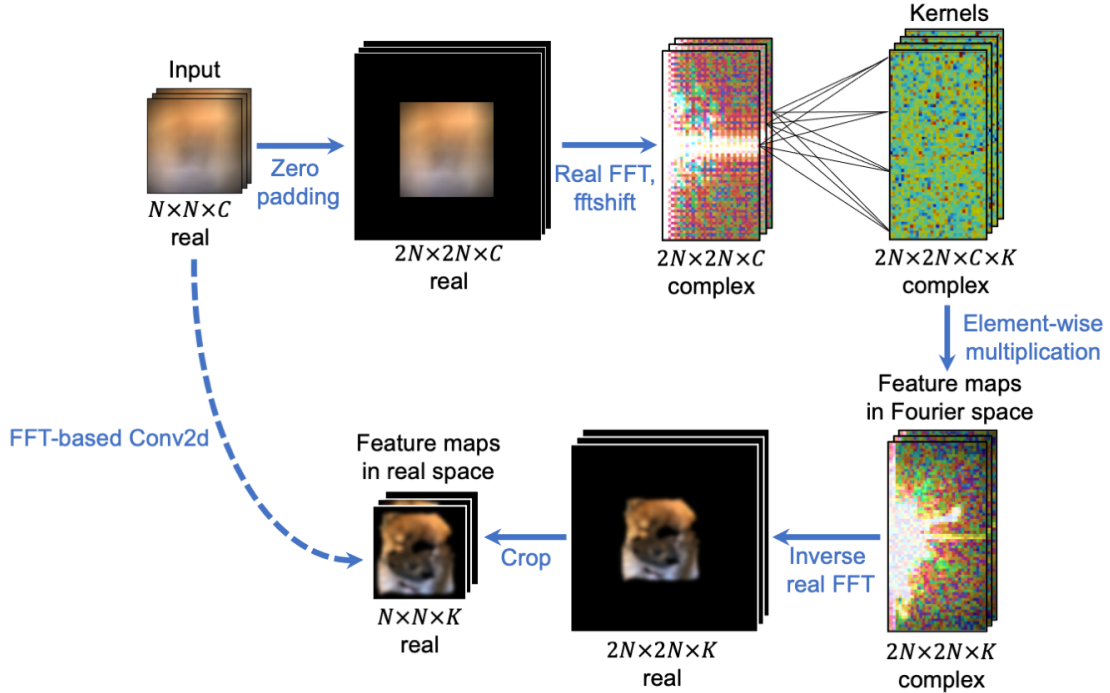 Input
N×N×C
real
Zero
padding
2N×2N×C
real
Real FFT,
fftshift
2N×2N×C
complex
Kernels
2N×2N×C×K
complex
Element-wise
multiplication
Feature maps
in Fourier space
2N×2N×K
complex
Inverse
real FFT
2N×2N×K
real
Crop
Feature maps
in real space
N×N×K
real
FFT-based Conv2d